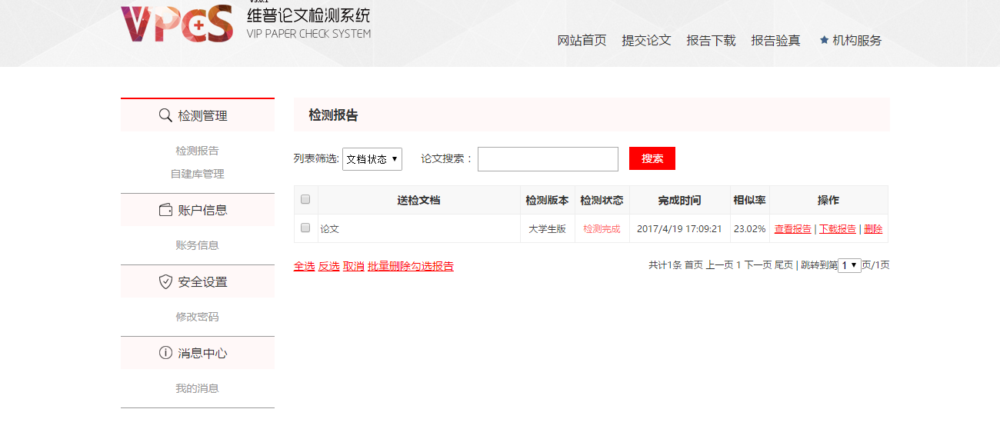 V3.0.1
VPCS 维普论文检测系统
VIP PAPER CHECK SYSTEM
网站首页 提交论文 报告下载 报告验真 机构服务
检测管理
检测报告
自建库管理
账户信息
账务信息
安全设置
修改密码
消息中心
我的消息
检测报告
列表筛选: 文档状态 论文搜索： 搜索
送检文档 检测版本 检测状态 完成时间 相似率 操作
论文 大学生版 检测完成 2017/4/19 17:09:21 23.02% 查看报告 | 下载报告 | 删除
全选 反选 取消 批量删除勾选报告 共计1条 首页 上一页 1 下一页 尾页 | 跳转到第 1 页/1页